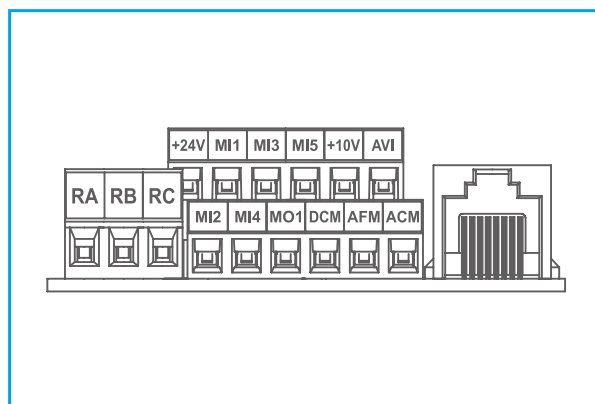 +24V MI1 MI3 MI5 +10V AVI
RA RB RC
MI2 MI4 MO1 DCM AFM ACM